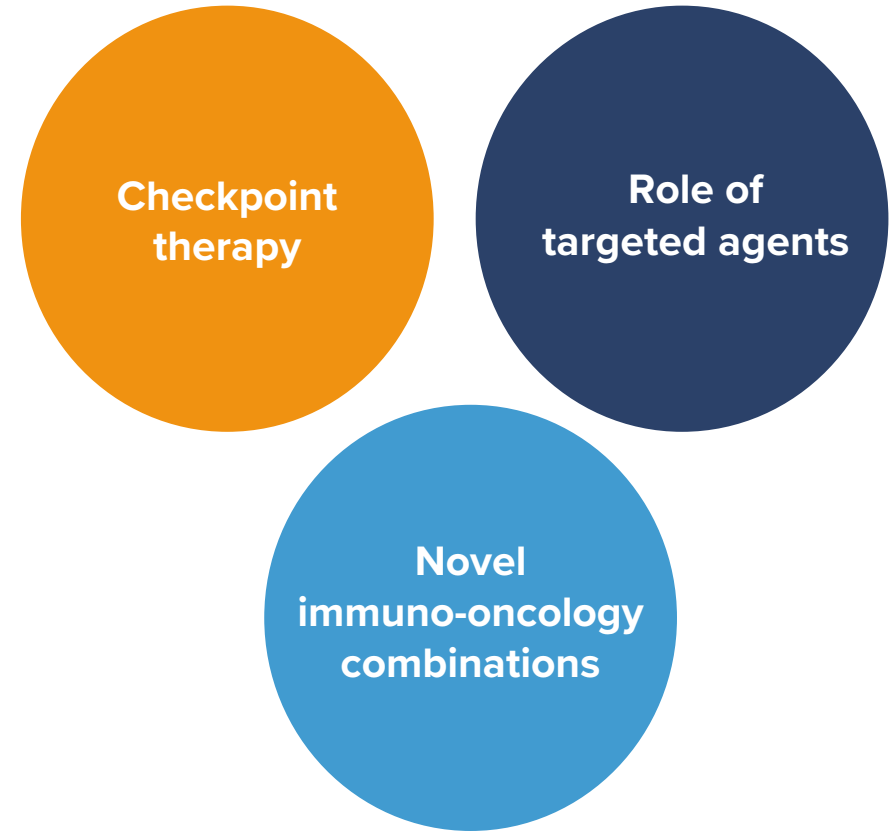 Checkpoint
therapy
Role of
targeted agents
Novel
immuno-oncology
combinations